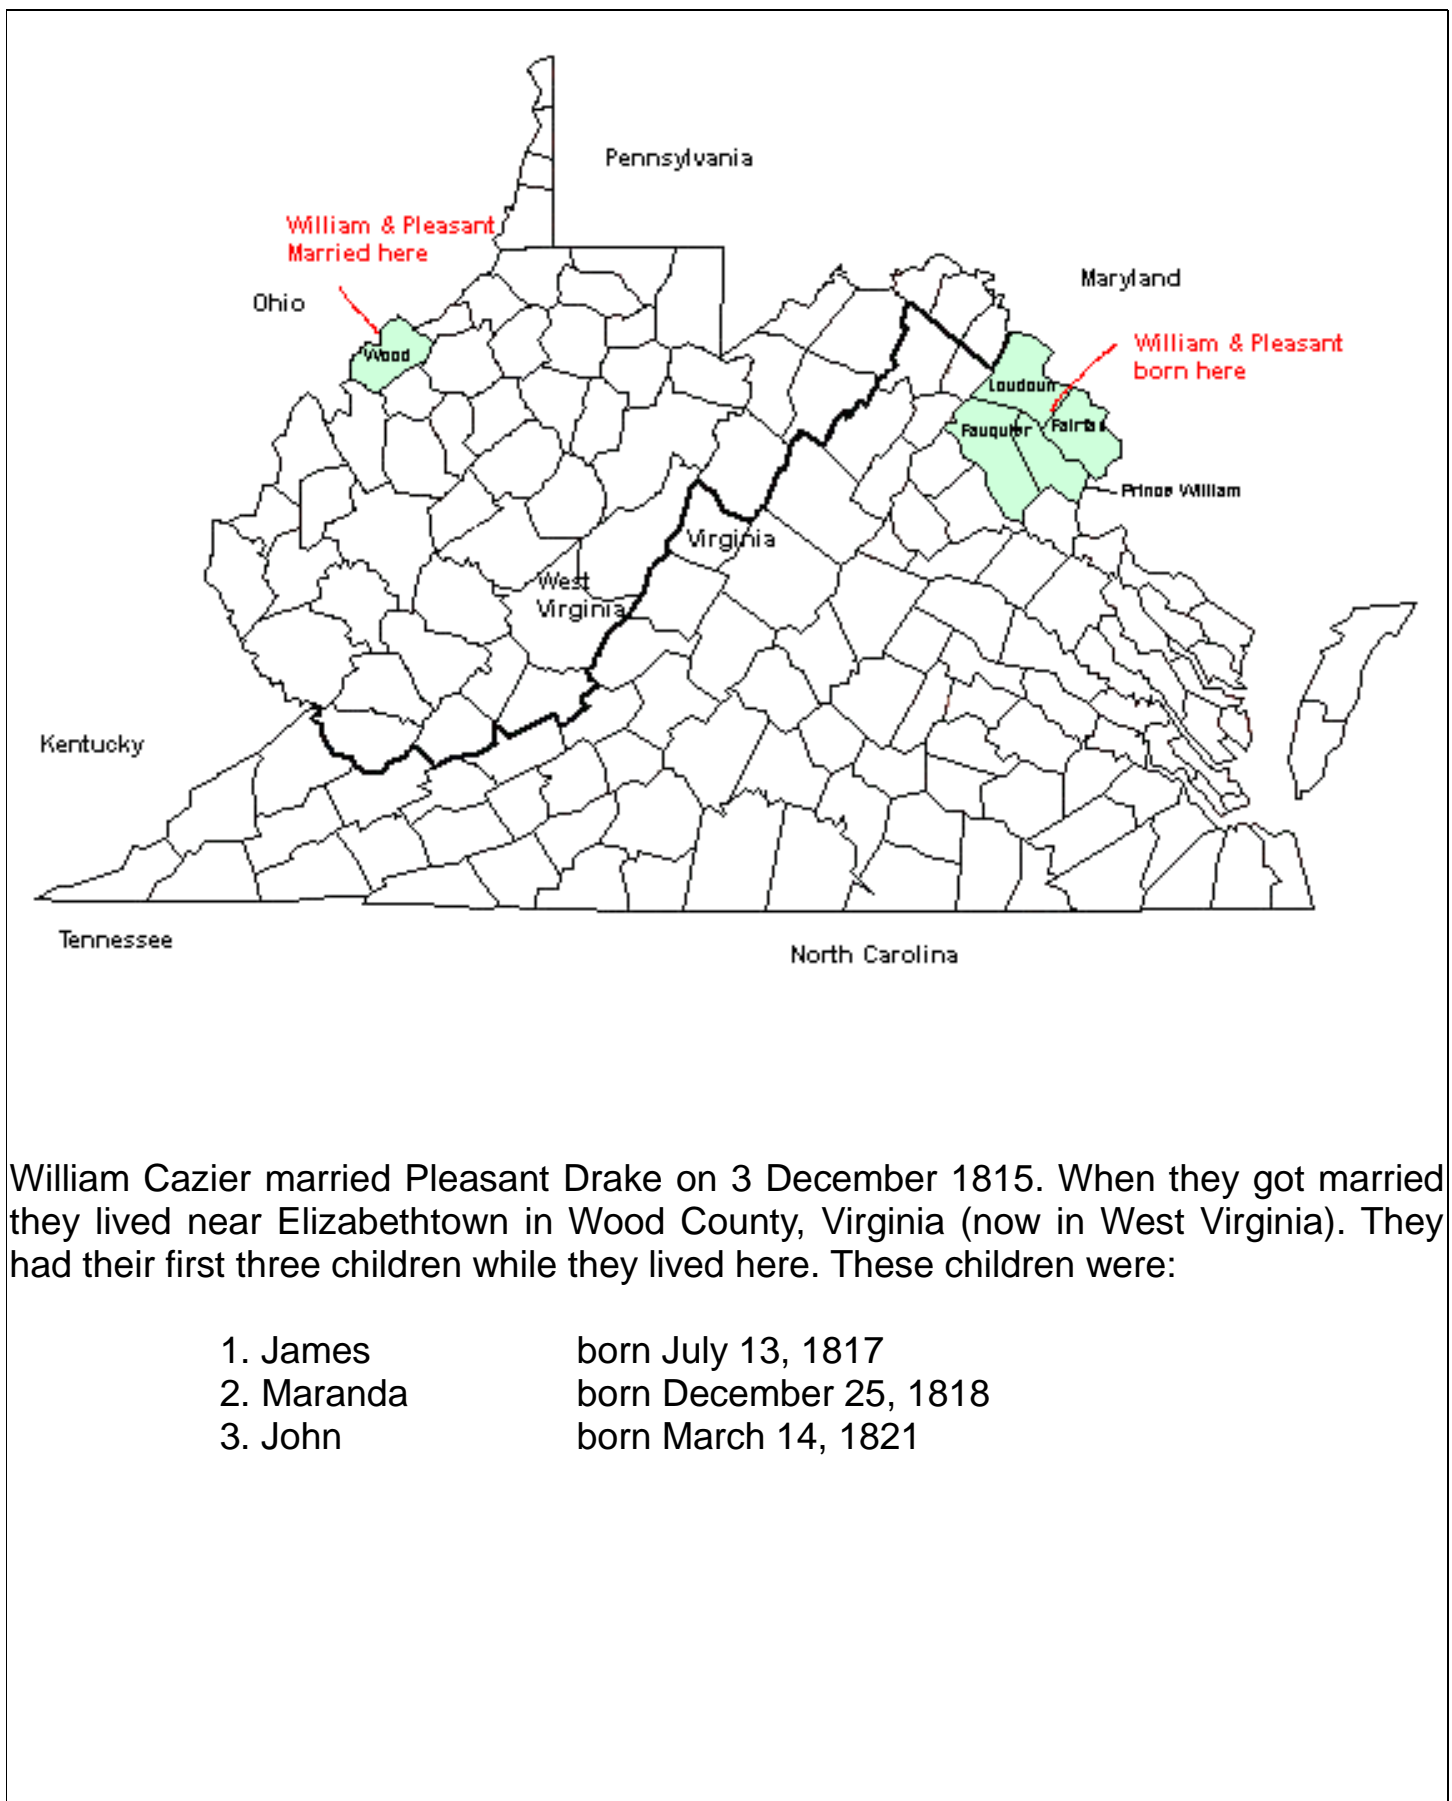 Pennsylvania
William & Pleasant
Married here
Ohio
Maryland
William & Pleasant
born here
Wood
Loudoun
Fauquier
Fairfax
Prince William
Virginia
West
Virginia
Kentucky
Tennessee
North Carolina
William Cazier married Pleasant Drake on 3 December 1815. When they got married
they lived near Elizabethtown in Wood County, Virginia (now in West Virginia). They
had their first three children while they lived here. These children were:
1. James born July 13, 1817
2. Maranda born December 25, 1818
3. John born March 14, 1821